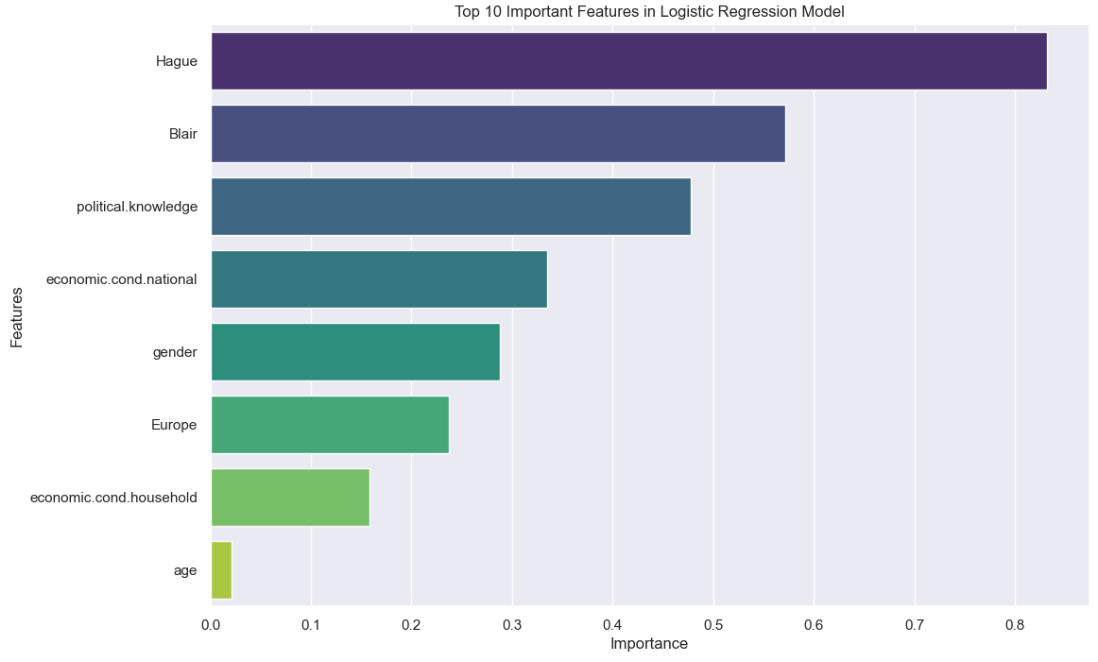 Top 10 Important Features in Logistic Regression Model
Features
Hague
Blair
political.knowledge
economic.cond.national
gender
Europe
economic.cond.household
age
0.0 0.1 0.2 0.3 0.4 0.5 0.6 0.7 0.8
Importance